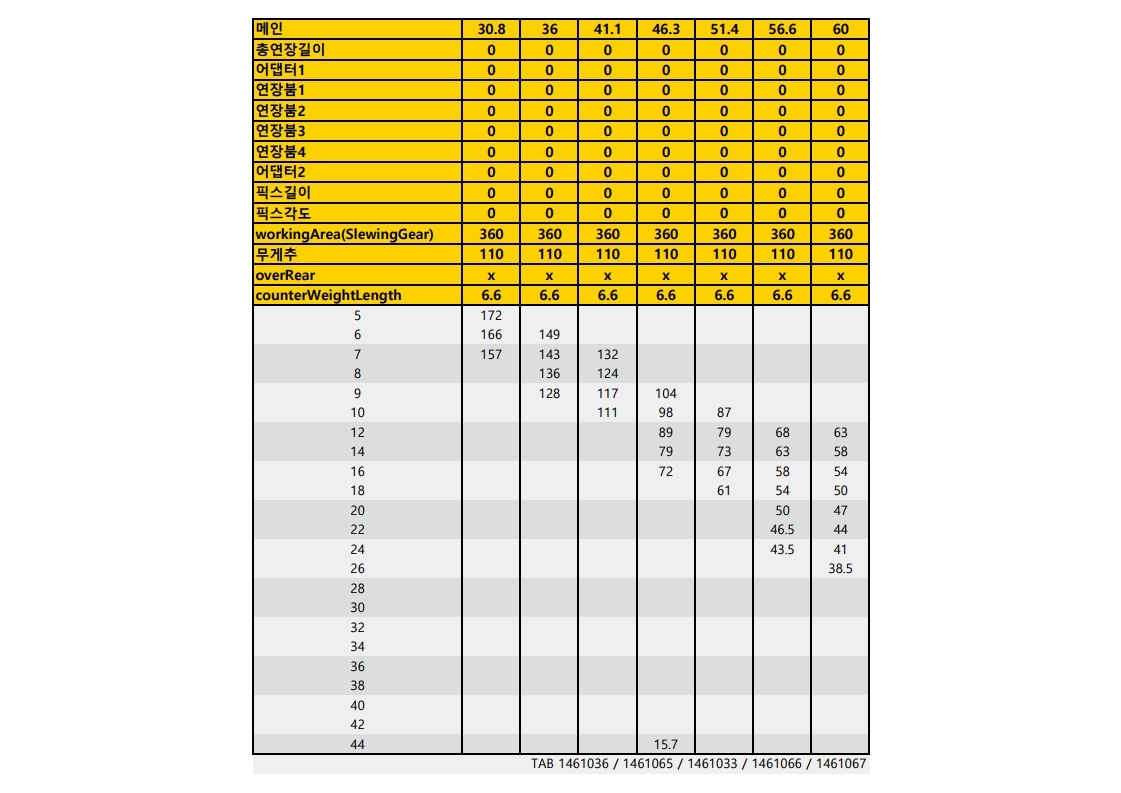 메인 30.8 36 41.1 46.3 51.4 56.6 60
총연장길이 0 0 0 0 0 0 0
어댑터1 0 0 0 0 0 0 0
연장붐1 0 0 0 0 0 0 0
연장붐2 0 0 0 0 0 0 0
연장붐3 0 0 0 0 0 0 0
연장붐4 0 0 0 0 0 0 0
어댑터2 0 0 0 0 0 0 0
픽스길이 0 0 0 0 0 0 0
픽스각도 0 0 0 0 0 0 0
workingArea(SlewingGear) 360 360 360 360 360 360 360
무게추 110 110 110 110 110 110 110
overRear x x x x x x x
counterWeightLength 6.6 6.6 6.6 6.6 6.6 6.6 6.6
5 172
6 166 149
7 157 143 132
8 136 124
9 128 117 104
10 111 98 87
12 89 79 68 63
14 79 73 63 58
16 72 67 58 54
18 61 54 50
20 50 47
22 46.5 44
24 43.5 41
26 38.5
28
30
32
34
36
38
40
42
44 15.7
TAB 1461036 / 1461065 / 1461033 / 1461066 / 1461067